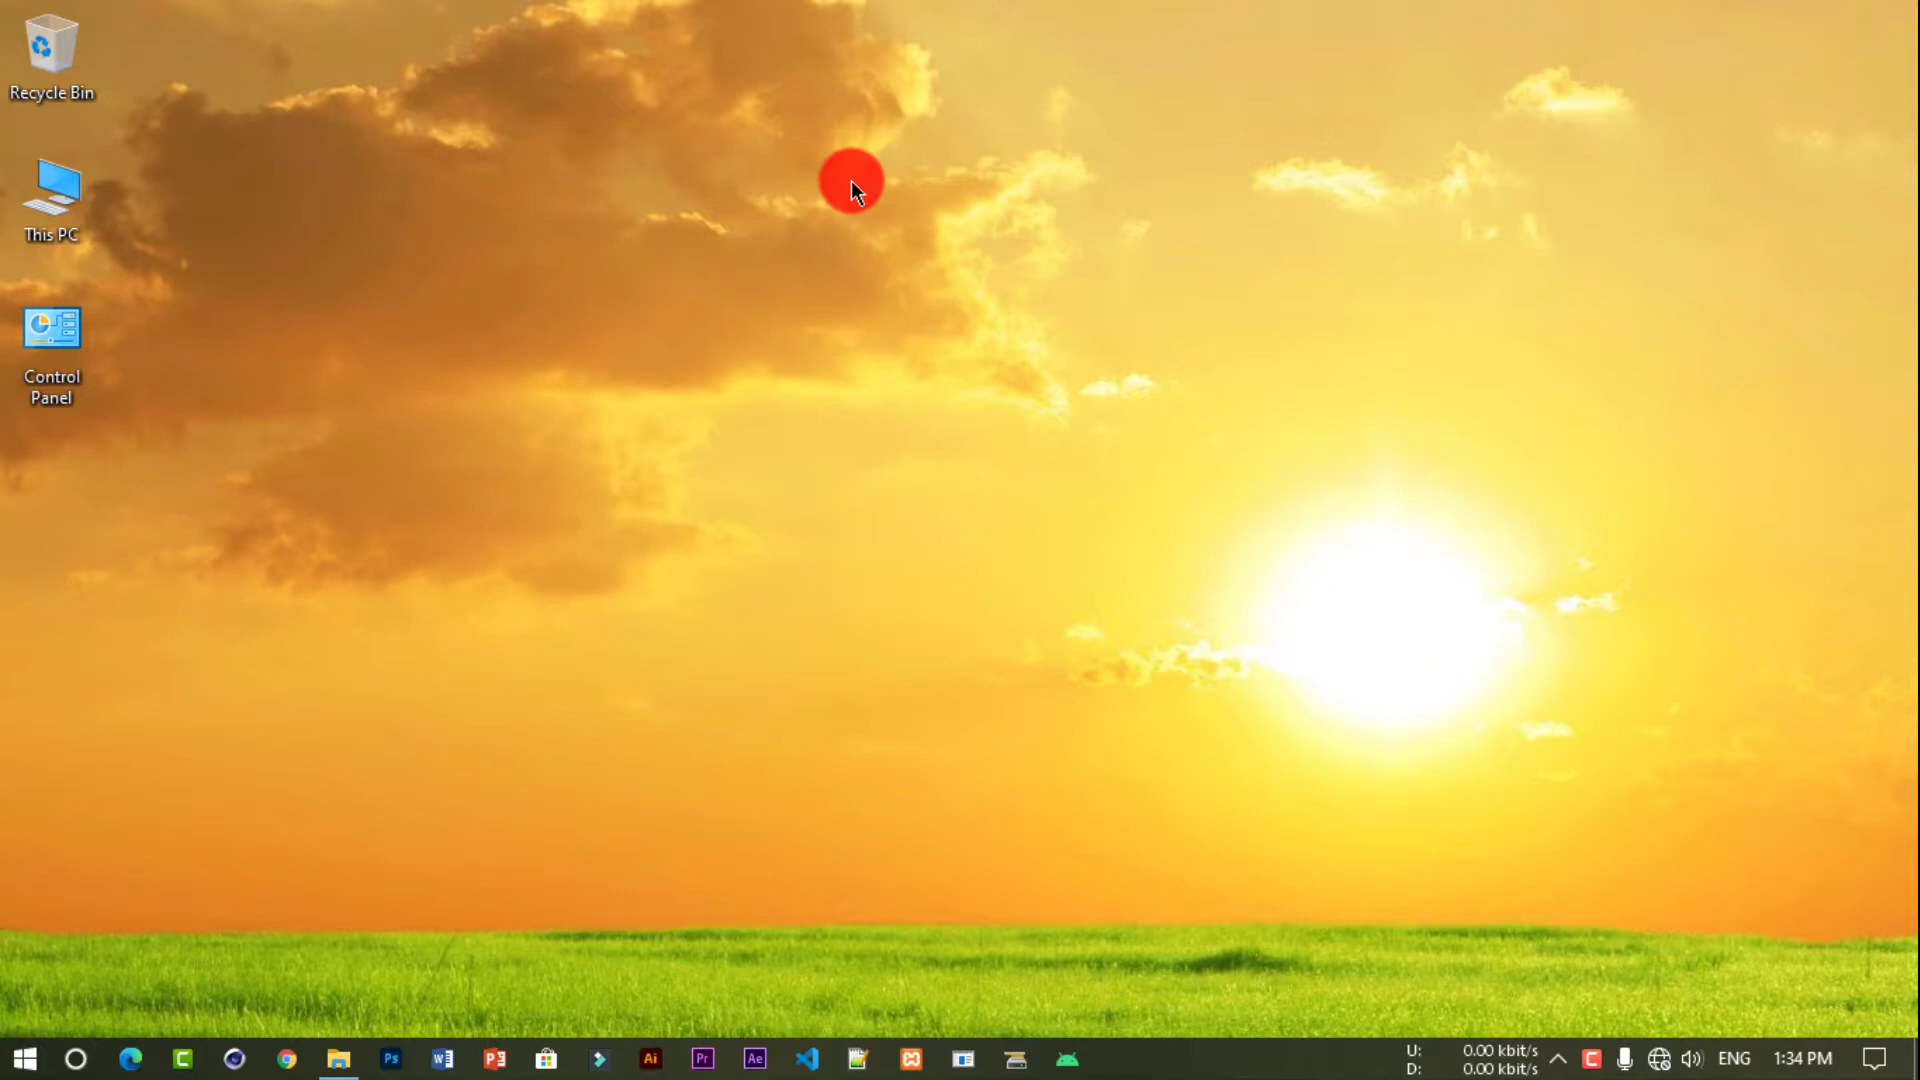 Recycle Bin
This PC
Control
Panel
Ps
W
P
Ai
Pr
Ae
U: 0.00 kbit/s
D: 0.00 kbit/s
C
ENG
1:34 PM